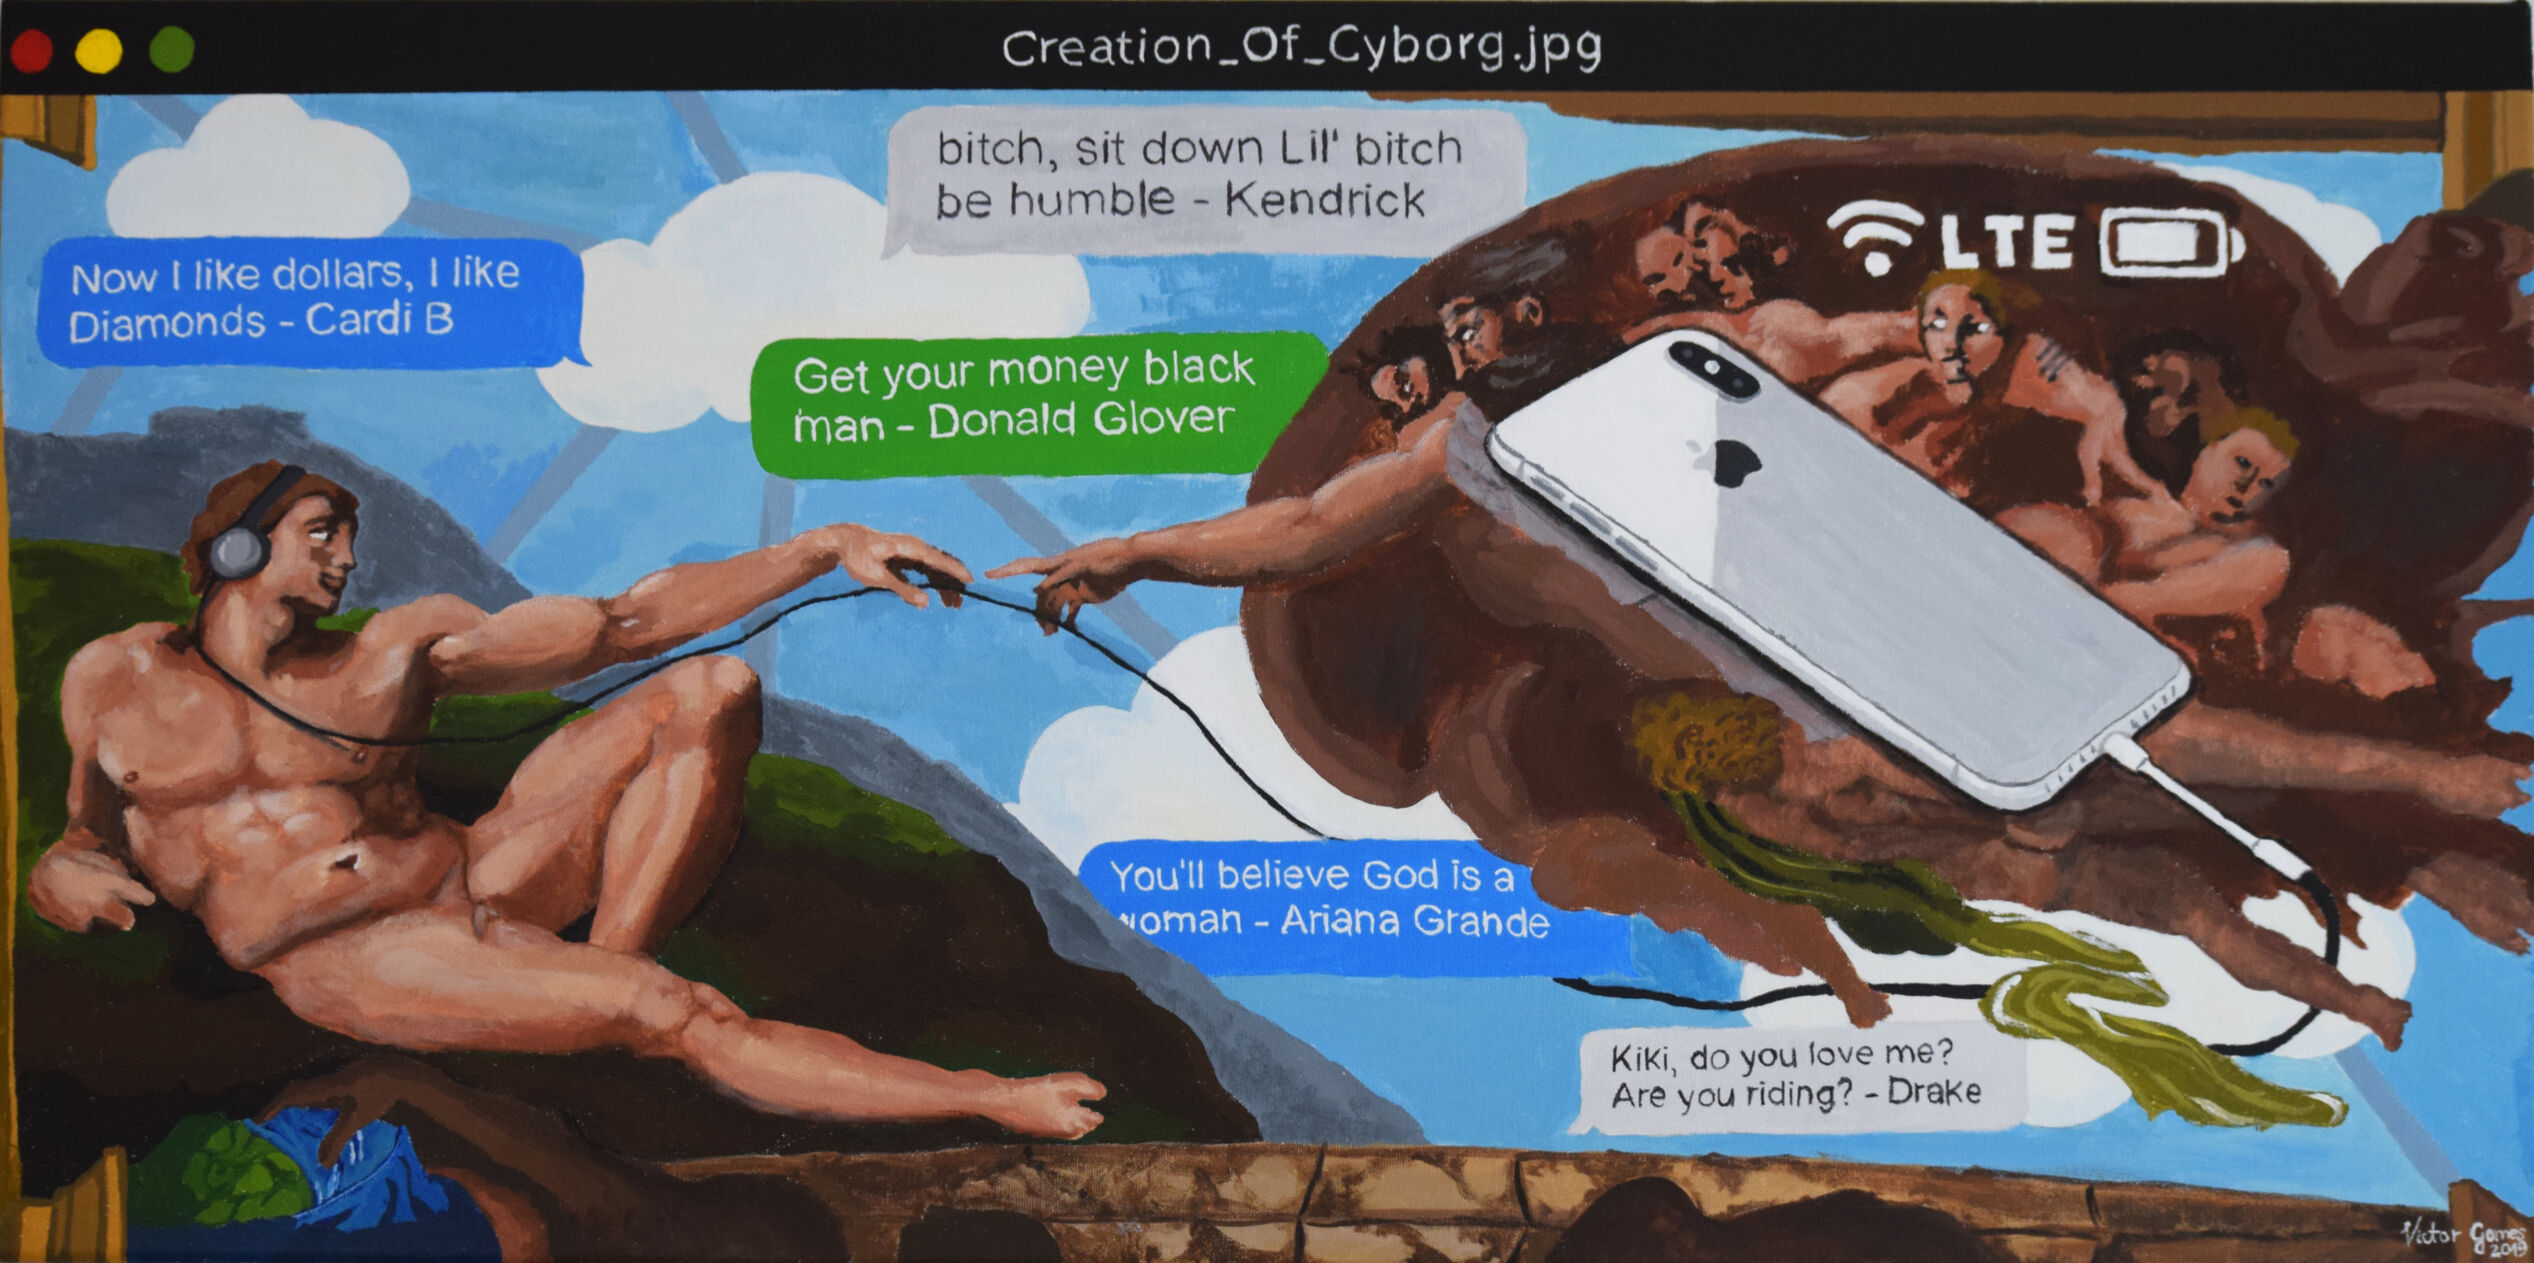 Creation_Of_Cyborg.jpg
bitch, sit down Lil' bitch
be humble - Kendrick
LTE
Now I like dollars, I like
Diamonds - Cardi B
Get your money black
man - Donald Glover
You'll believe God is a
woman - Ariana Grande
Kiki, do you love me?
Are you riding? - Drake
Victor Games
2019